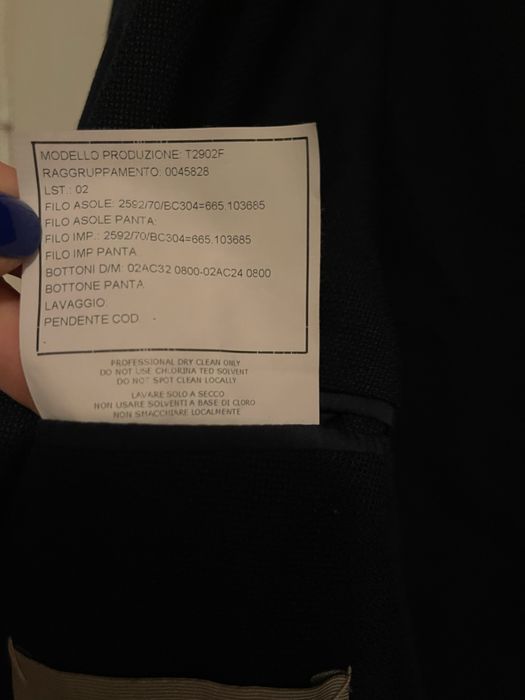 MODELLO PRODUZIONE: T2902F
RAGGRUPPAMENTO: 0045828
LST.: 02
FILO ASOLE: 2592/70/BC304=665.103685
FILO ASOLE PANTA:
FILO IMP.: 2592/70/BC304=665.103685
FILO IMP PANTA
BOTTONI D/M: 02AC32 0800-02AC24 0800
BOTTONE PANTA
LAVAGGIO:
PENDENTE COD.
PROFESSIONAL DRY CLEAN ONLY
DO NOT USE CHLORINATED SOLVENT
DO NOT SPOT CLEAN LOCALLY
LAVARE SOLO A SECCO
NON USARE SOLVENTI A BASE DI CLORO
NON SMACCHIARE LOCALMENTE